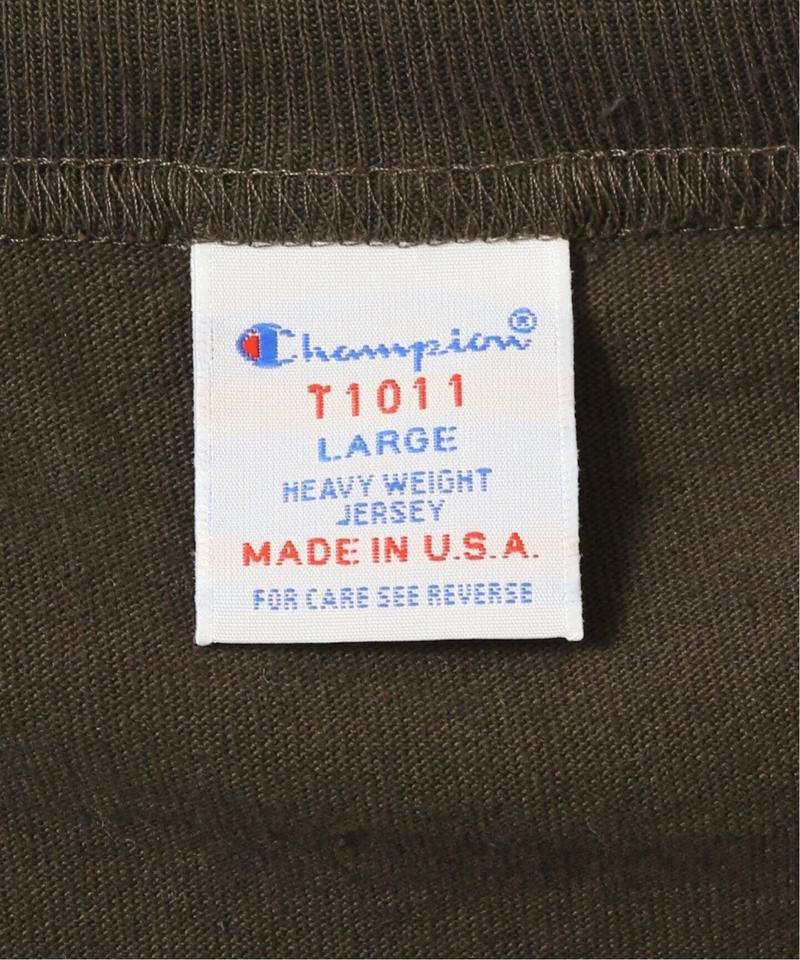 Champion®
T1011
LARGE
HEAVY WEIGHT
JERSEY
MADE IN U.S.A.
FOR CARE SEE REVERSE